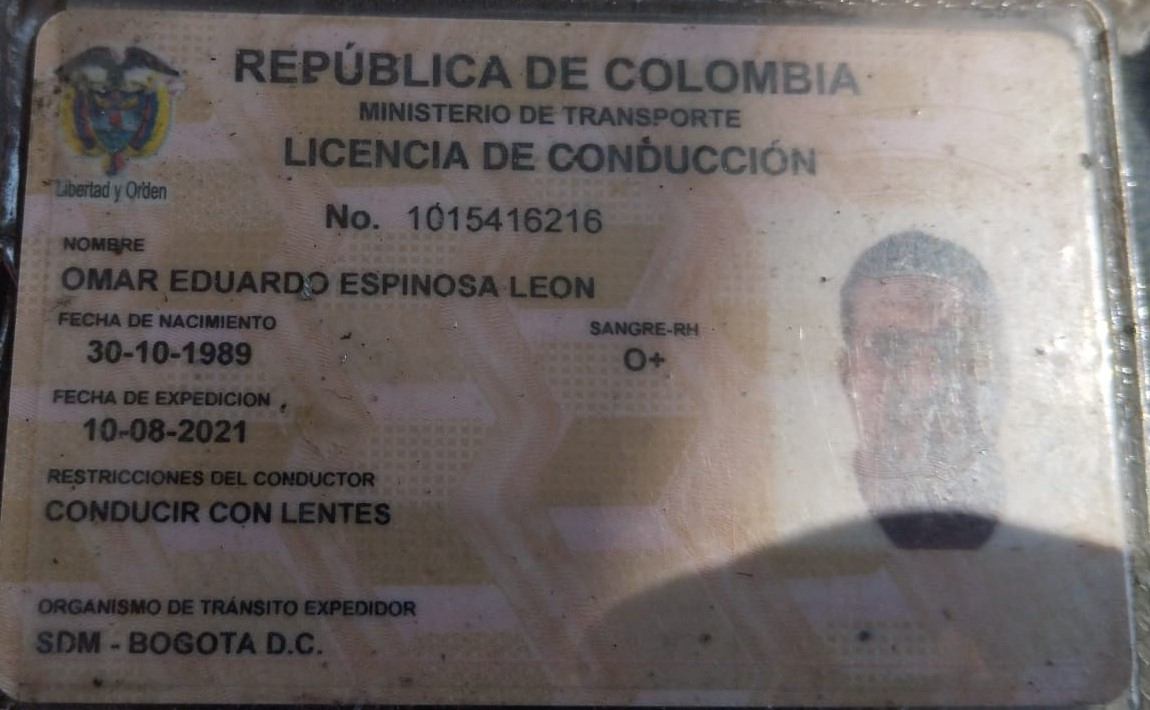 REPÚBLICA DE COLOMBIA
MINISTERIO DE TRANSPORTE
LICENCIA DE CONDUCCIÓN
Libertad y Orden
No. 1015416216
NOMBRE
OMAR EDUARDO ESPINOSA LEON
FECHA DE NACIMIENTO
30-10-1989
SANGRE-RH
O+
FECHA DE EXPEDICION
10-08-2021
RESTRICCIONES DEL CONDUCTOR
CONDUCIR CON LENTES
ORGANISMO DE TRÁNSITO EXPEDIDOR
SDM - BOGOTA D.C.